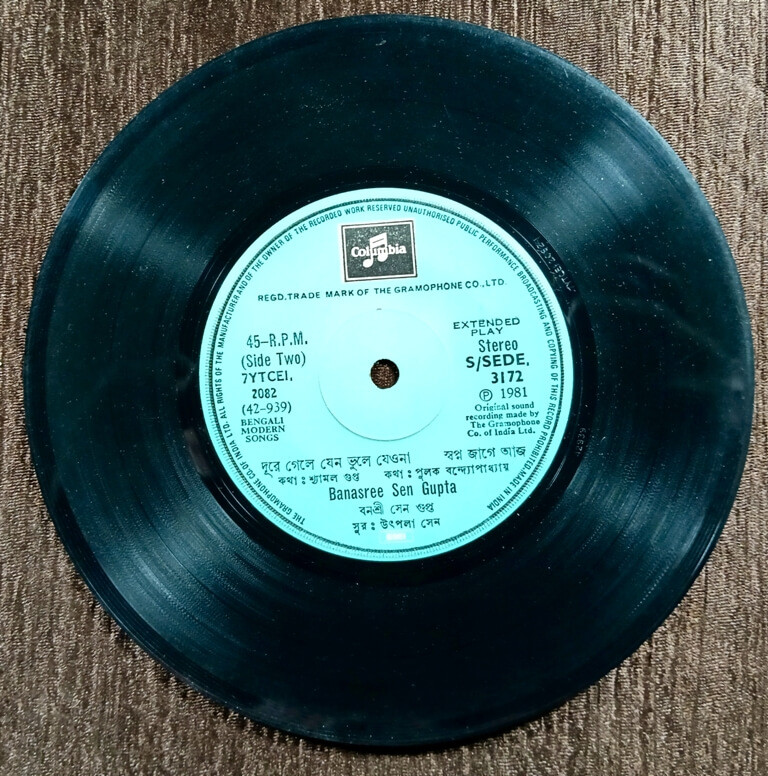 THE GRAMOPHONE CO. OF INDIA LTD. ALL RIGHTS OF THE MANUFACTURER AND OF THE OWNER OF THE RECORDED WORK RESERVED UNAUTHORISED PUBLIC PERFORMANCE BROADCASTING AND COPYING OF THIS RECORD PROHIBITED. MADE IN INDIA
Columbia
REGD. TRADE MARK OF THE GRAMOPHONE CO., LTD.
45-R.P.M.
(Side Two)
7YTCEI.
2082
(42-939)
BENGALI
MODERN
SONGS
EXTENDED
PLAY
Stereo
S/SEDE,
3172
Ⓟ 1981
Original sound
recording made by
The Gramophone
Co. of India Ltd.
দূরে গেলে যেন ভুলে যেওনা স্বপ্ন জাগে আজ
কথা : শ্যামল গুপ্ত কথা : পুলক বন্দ্যোপাধ্যায়
Banasree Sen Gupta
বনশ্রী সেন গুপ্ত
সুর : উৎপলা সেন